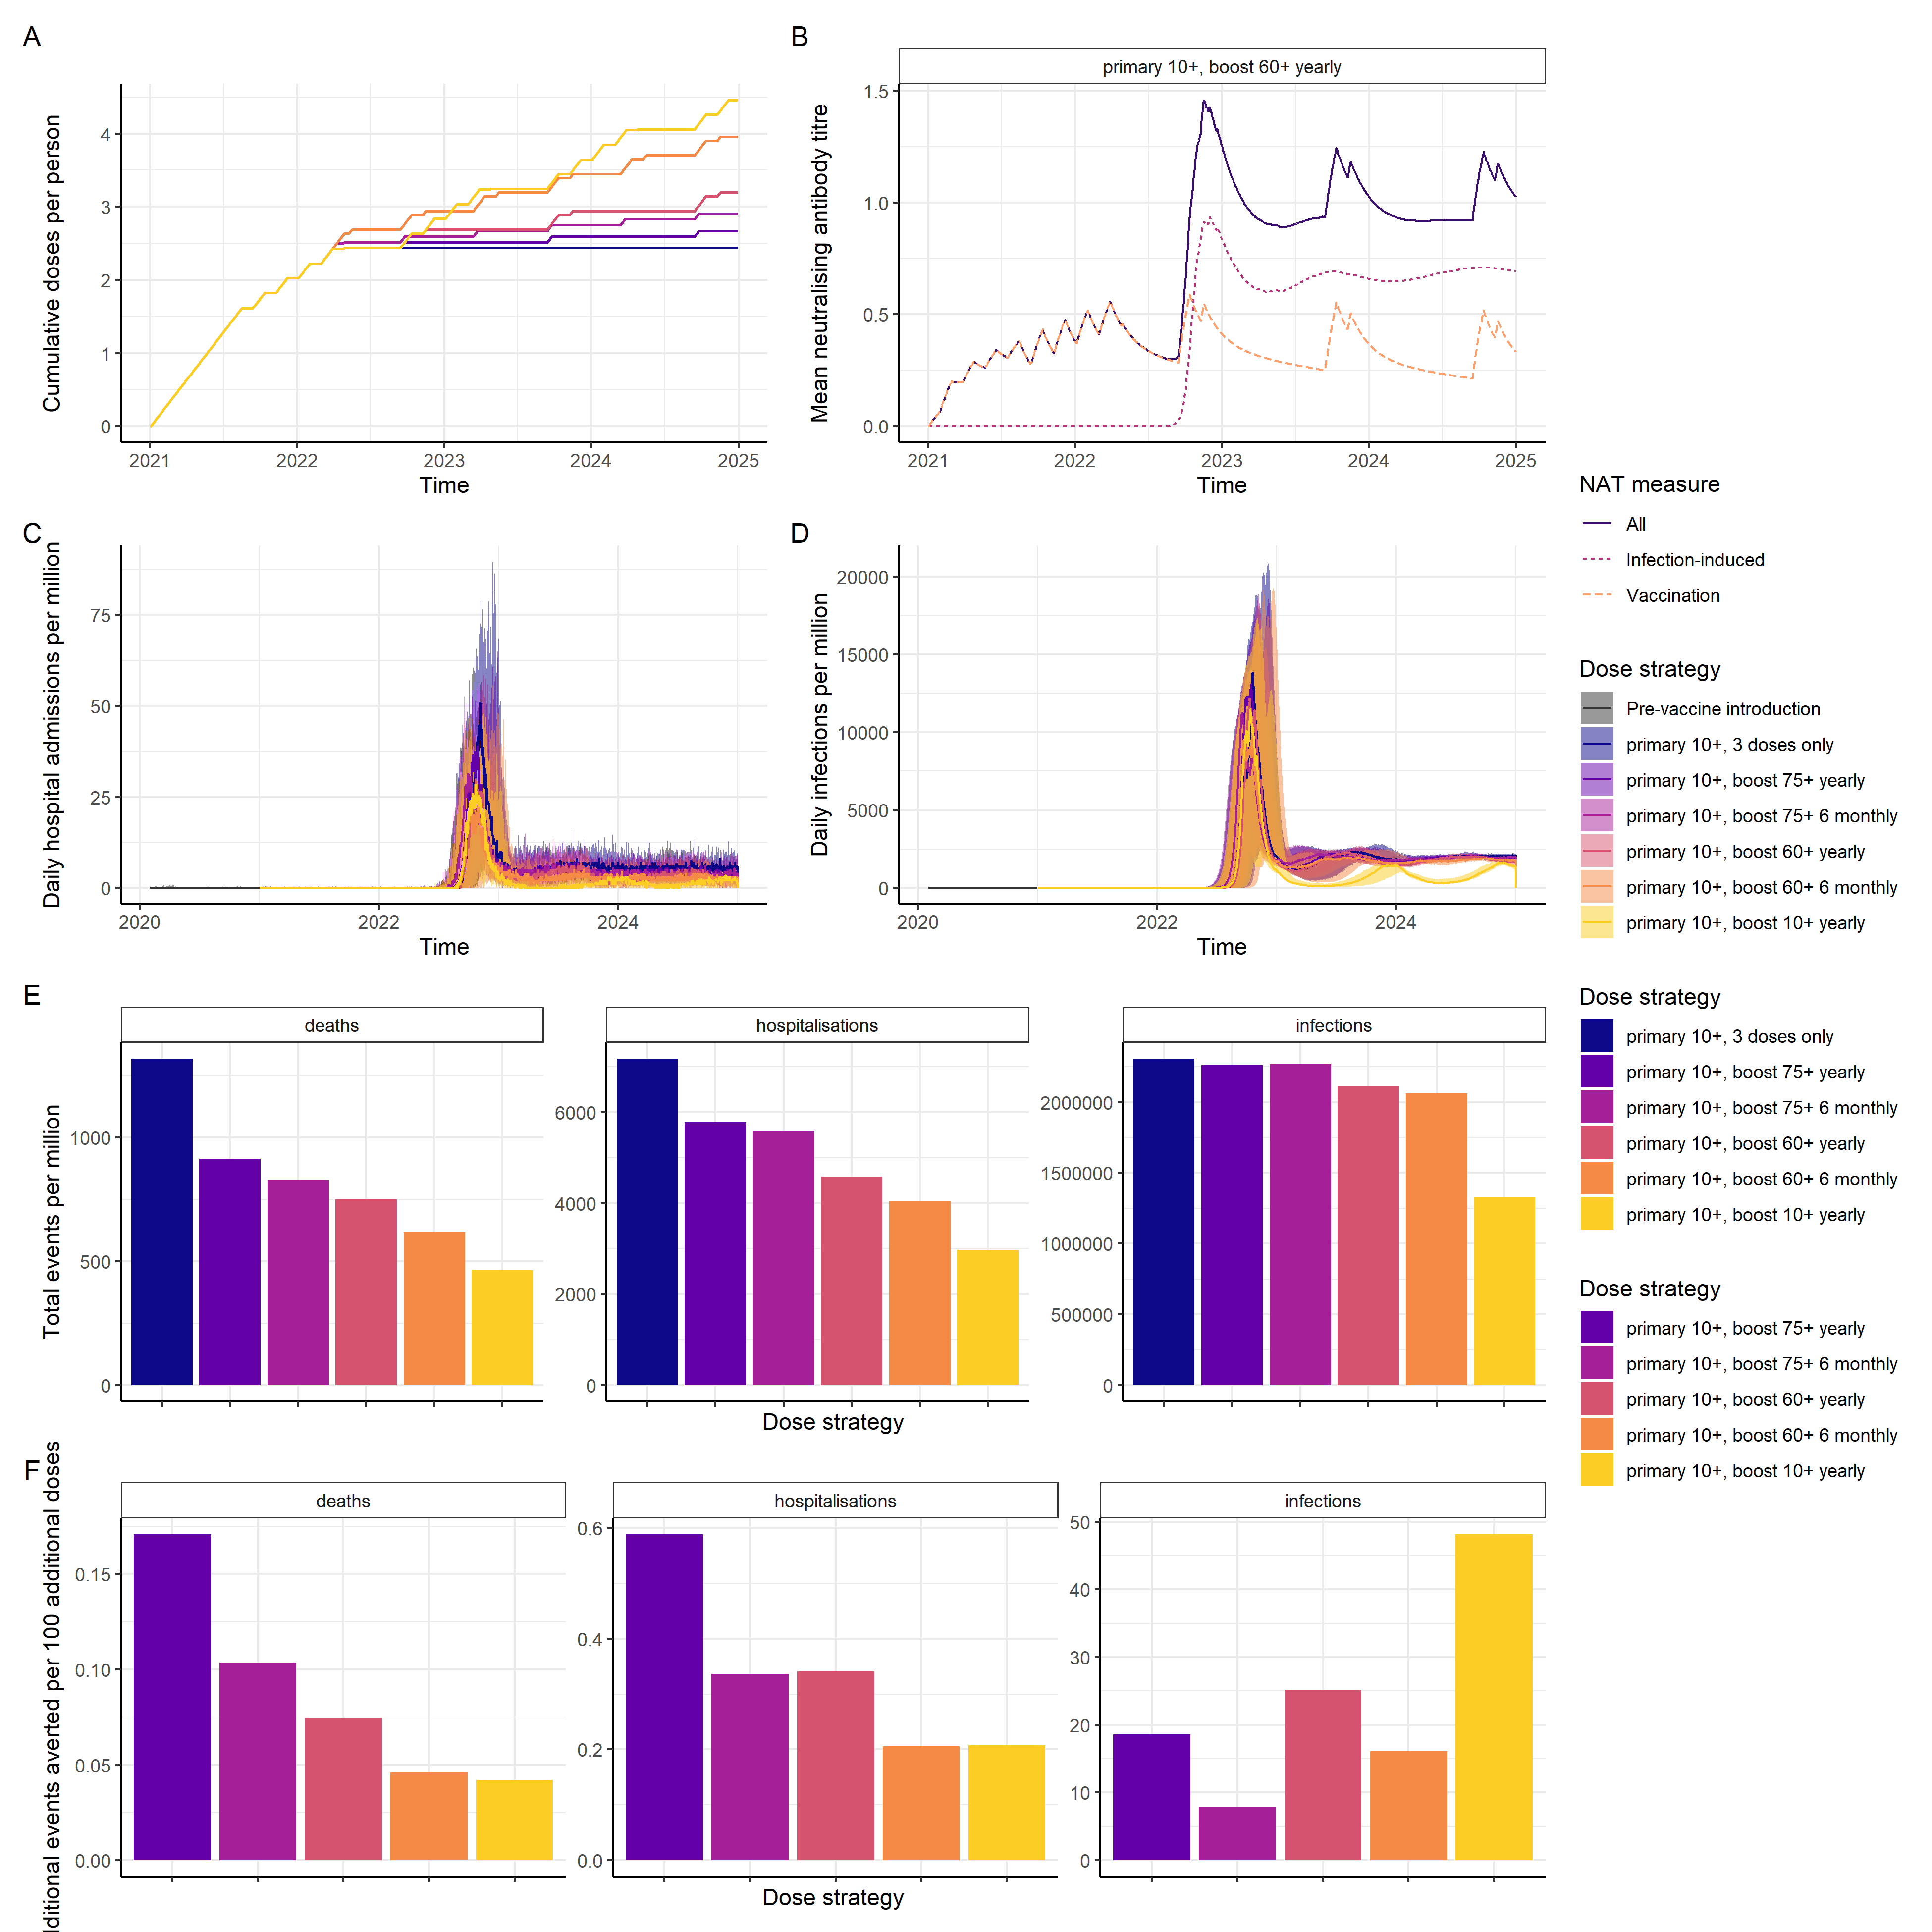 A
Cumulative doses per person
4
3
2
1
0
2021 2022 2023 2024 2025
Time
B
primary 10+, boost 60+ yearly
Mean neutralising antibody titre
1.5
1.0
0.5
0.0
2021 2022 2023 2024 2025
Time
C
Daily hospital admissions per million
75
50
25
0
2020 2022 2024
Time
D
Daily infections per million
20000
15000
10000
5000
0
2020 2022 2024
Time
NAT measure
All
Infection-induced
Vaccination
Dose strategy
Pre-vaccine introduction
primary 10+, 3 doses only
primary 10+, boost 75+ yearly
primary 10+, boost 75+ 6 monthly
primary 10+, boost 60+ yearly
primary 10+, boost 60+ 6 monthly
primary 10+, boost 10+ yearly
E
Total events per million
deaths
1000
500
0
hospitalisations
6000
4000
2000
0
infections
2000000
1500000
1000000
500000
0
Dose strategy
Dose strategy
primary 10+, 3 doses only
primary 10+, boost 75+ yearly
primary 10+, boost 75+ 6 monthly
primary 10+, boost 60+ yearly
primary 10+, boost 60+ 6 monthly
primary 10+, boost 10+ yearly
F
dditional events averted per 100 additional doses
deaths
0.15
0.10
0.05
0.00
hospitalisations
0.6
0.4
0.2
0.0
infections
50
40
30
20
10
0
Dose strategy
Dose strategy
primary 10+, boost 75+ yearly
primary 10+, boost 75+ 6 monthly
primary 10+, boost 60+ yearly
primary 10+, boost 60+ 6 monthly
primary 10+, boost 10+ yearly